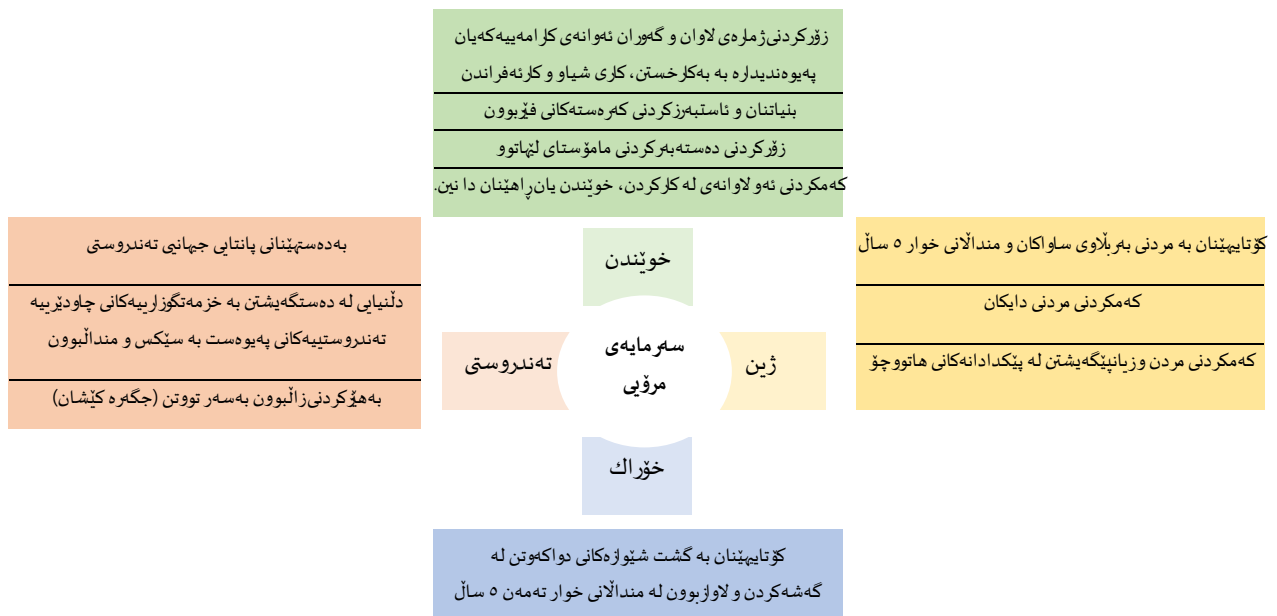 زۆرکردنی ژمارەی لاوان و گەوران ئەوانەی کارامەییەکەیان
پەیوەندیدارە بە بەکارخستن، کاری شیاو و کارئەفراندن
بنیاتنان و ئاستبەرزکردنی کەرەستەکانی فێربوون
زۆرکردنی دەستەبەرکردنی مامۆستای لێهاتوو
کەمکردنی ئەو لاوانەی لە کارکردن، خوێندن یان ڕاهێنان دا نین.
کۆتاییهێنان بە مردنی بەربڵاوی ساواکان و منداڵانی خوار ٥ ساڵ
کەمکردنی مردنی دایکان
کەمکردنی مردن وزیانپێگەیشتن لە پێکدادانەکانی هاتووچۆ
بەدەستهێنانی پانتایی جیهانیی تەندروستی
دڵنیایی لە دەستگەیشتن بە خزمەتگوزارییەکانی چاودێرییە
تەندروستییەکانی پەیوەست بە سێکس و منداڵبوون
بەهۆکردنی زاڵبوون بەسەر تووتن (جگەرە کێشان)
خوێندن
ژین
سەرمایەی
مرۆیی
تەندروستی
خۆراك
کۆتاییهێنان بە گشت شێوازەکانی دواکەوتن لە
گەشەکردن و لاوازبوون لە منداڵانی خوار تەمەن ٥ ساڵ